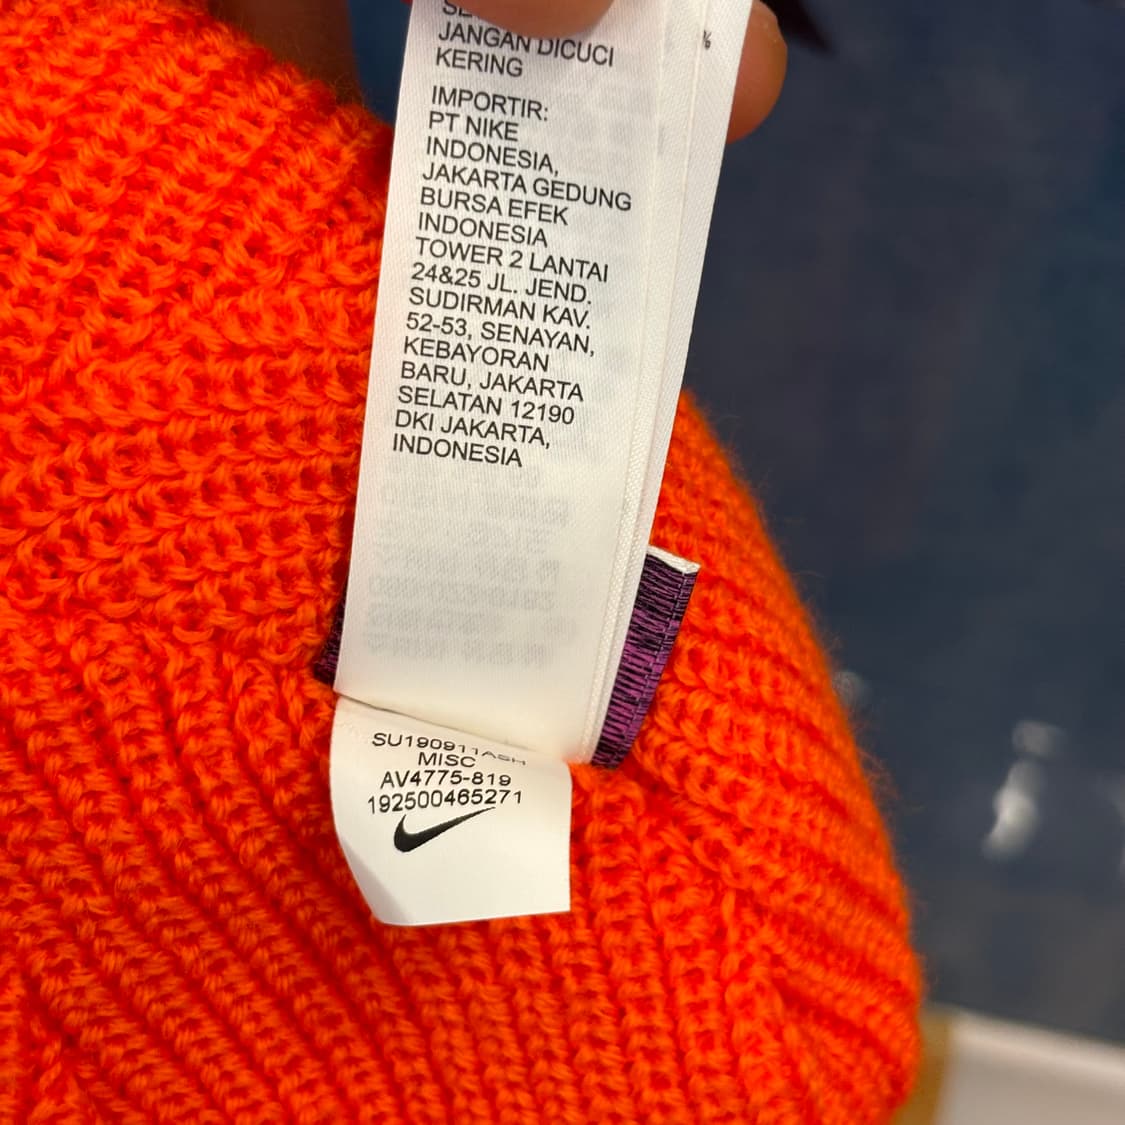 JANGAN DICUCI
KERING
IMPORTIR:
PT NIKE
INDONESIA,
JAKARTA GEDUNG
BURSA EFEK
INDONESIA
TOWER 2 LANTAI
24&25 JL. JEND.
SUDIRMAN KAV.
52-53, SENAYAN,
KEBAYORAN
BARU, JAKARTA
SELATAN 12190
DKI JAKARTA,
INDONESIA
SU190911ASH
MISC
AV4775-819
192500465271